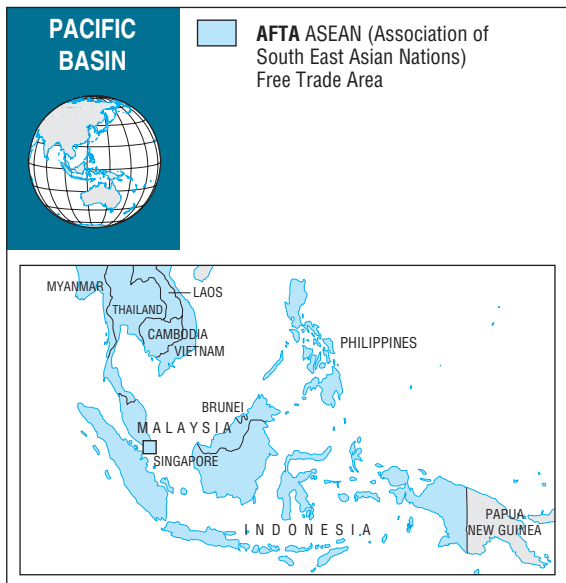 PACIFIC
BASIN
AFTA ASEAN (Association of
South East Asian Nations)
Free Trade Area
MYANMAR
LAOS
THAILAND
CAMBODIA
VIETNAM
PHILIPPINES
BRUNEI
MALAYSIA
SINGAPORE
INDONESIA
PAPUA
NEW GUINEA